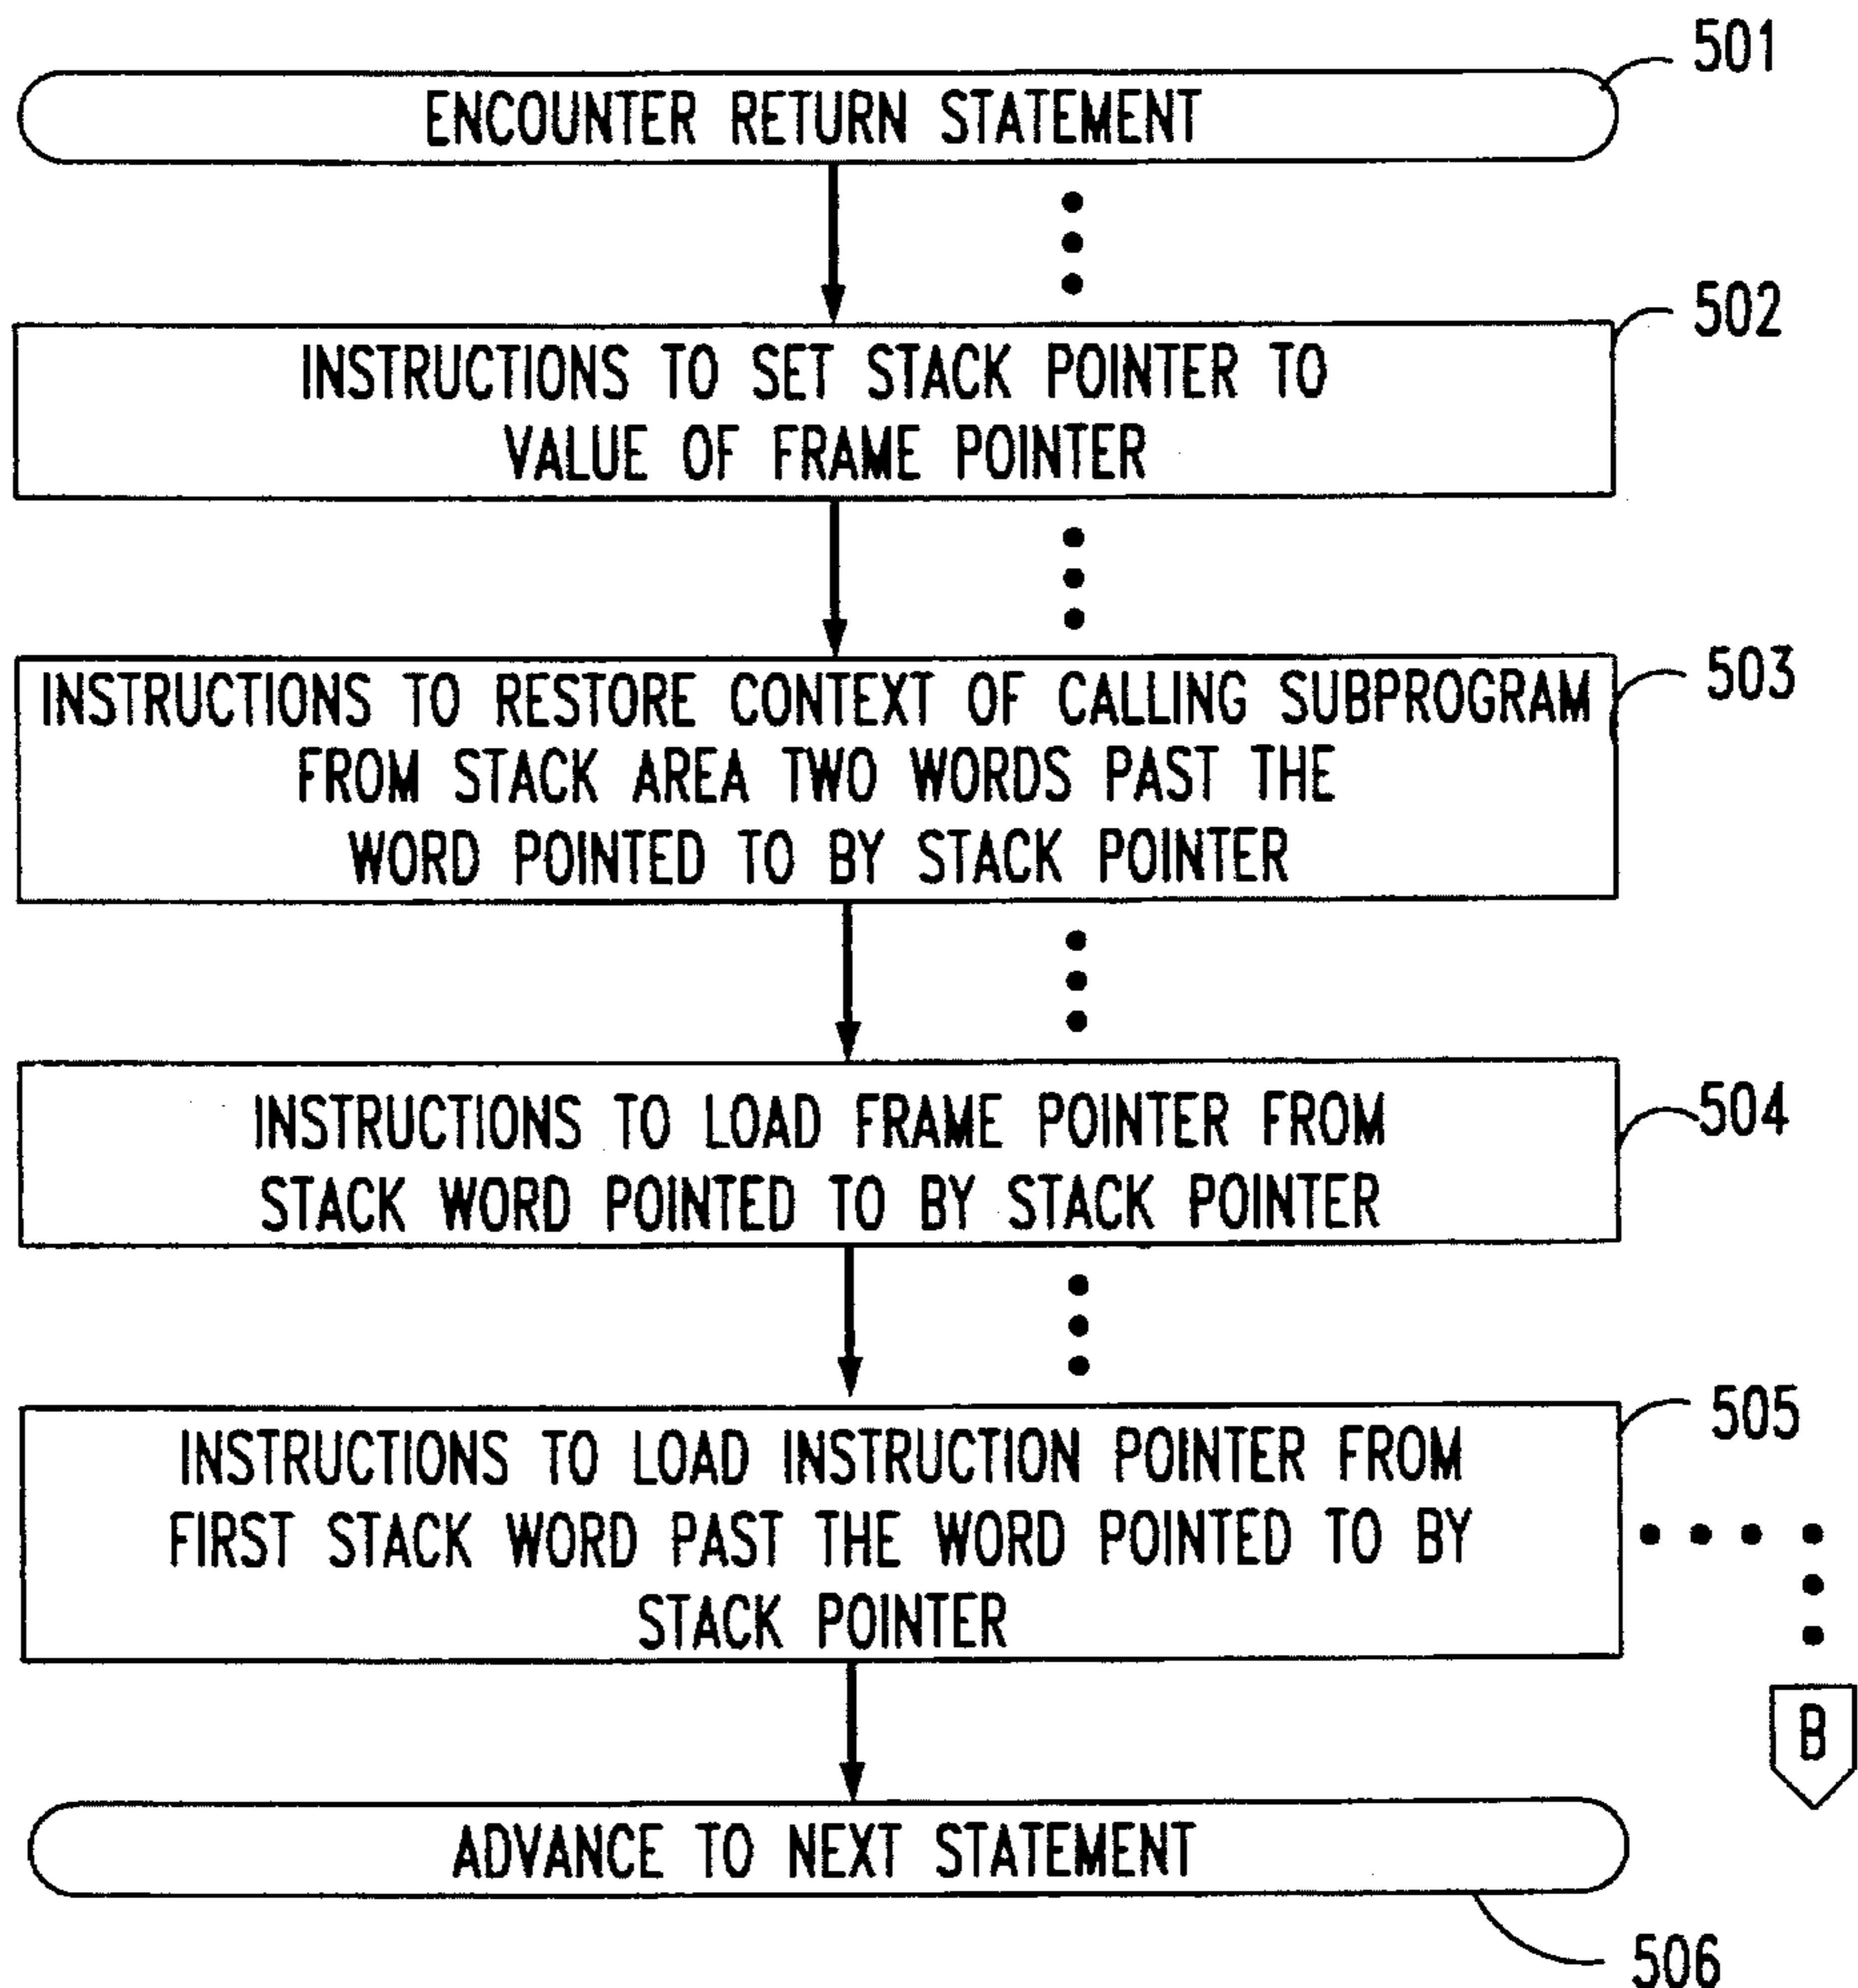 501
ENCOUNTER RETURN STATEMENT
502
INSTRUCTIONS TO SET STACK POINTER TO
VALUE OF FRAME POINTER
503
INSTRUCTIONS TO RESTORE CONTEXT OF CALLING SUBPROGRAM
FROM STACK AREA TWO WORDS PAST THE
WORD POINTED TO BY STACK POINTER
504
INSTRUCTIONS TO LOAD FRAME POINTER FROM
STACK WORD POINTED TO BY STACK POINTER
505
INSTRUCTIONS TO LOAD INSTRUCTION POINTER FROM
FIRST STACK WORD PAST THE WORD POINTED TO BY
STACK POINTER
B
ADVANCE TO NEXT STATEMENT
506